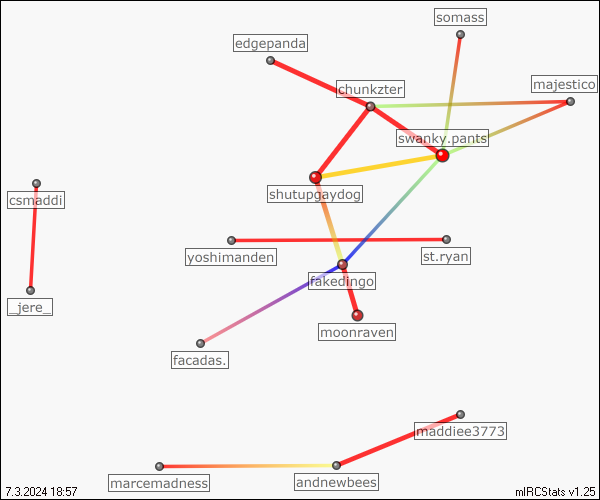 somass
edgepanda
chunkzter
majestico
swanky.pants
csmaddi
shutupgaydog
yoshimanden
st.ryan
fakedingo
_jere_
moonraven
facadas.
maddiee3773
marcemadness
andnewbees
7.3.2024 18:57
mIRCStats v1.25